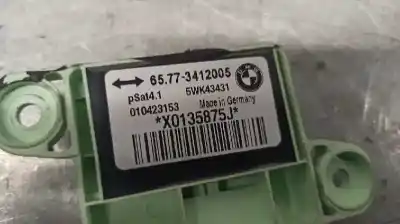 65.77-3412005
pSat4.1 5WK43431
010423153 Made in Germany
*X0135875J*